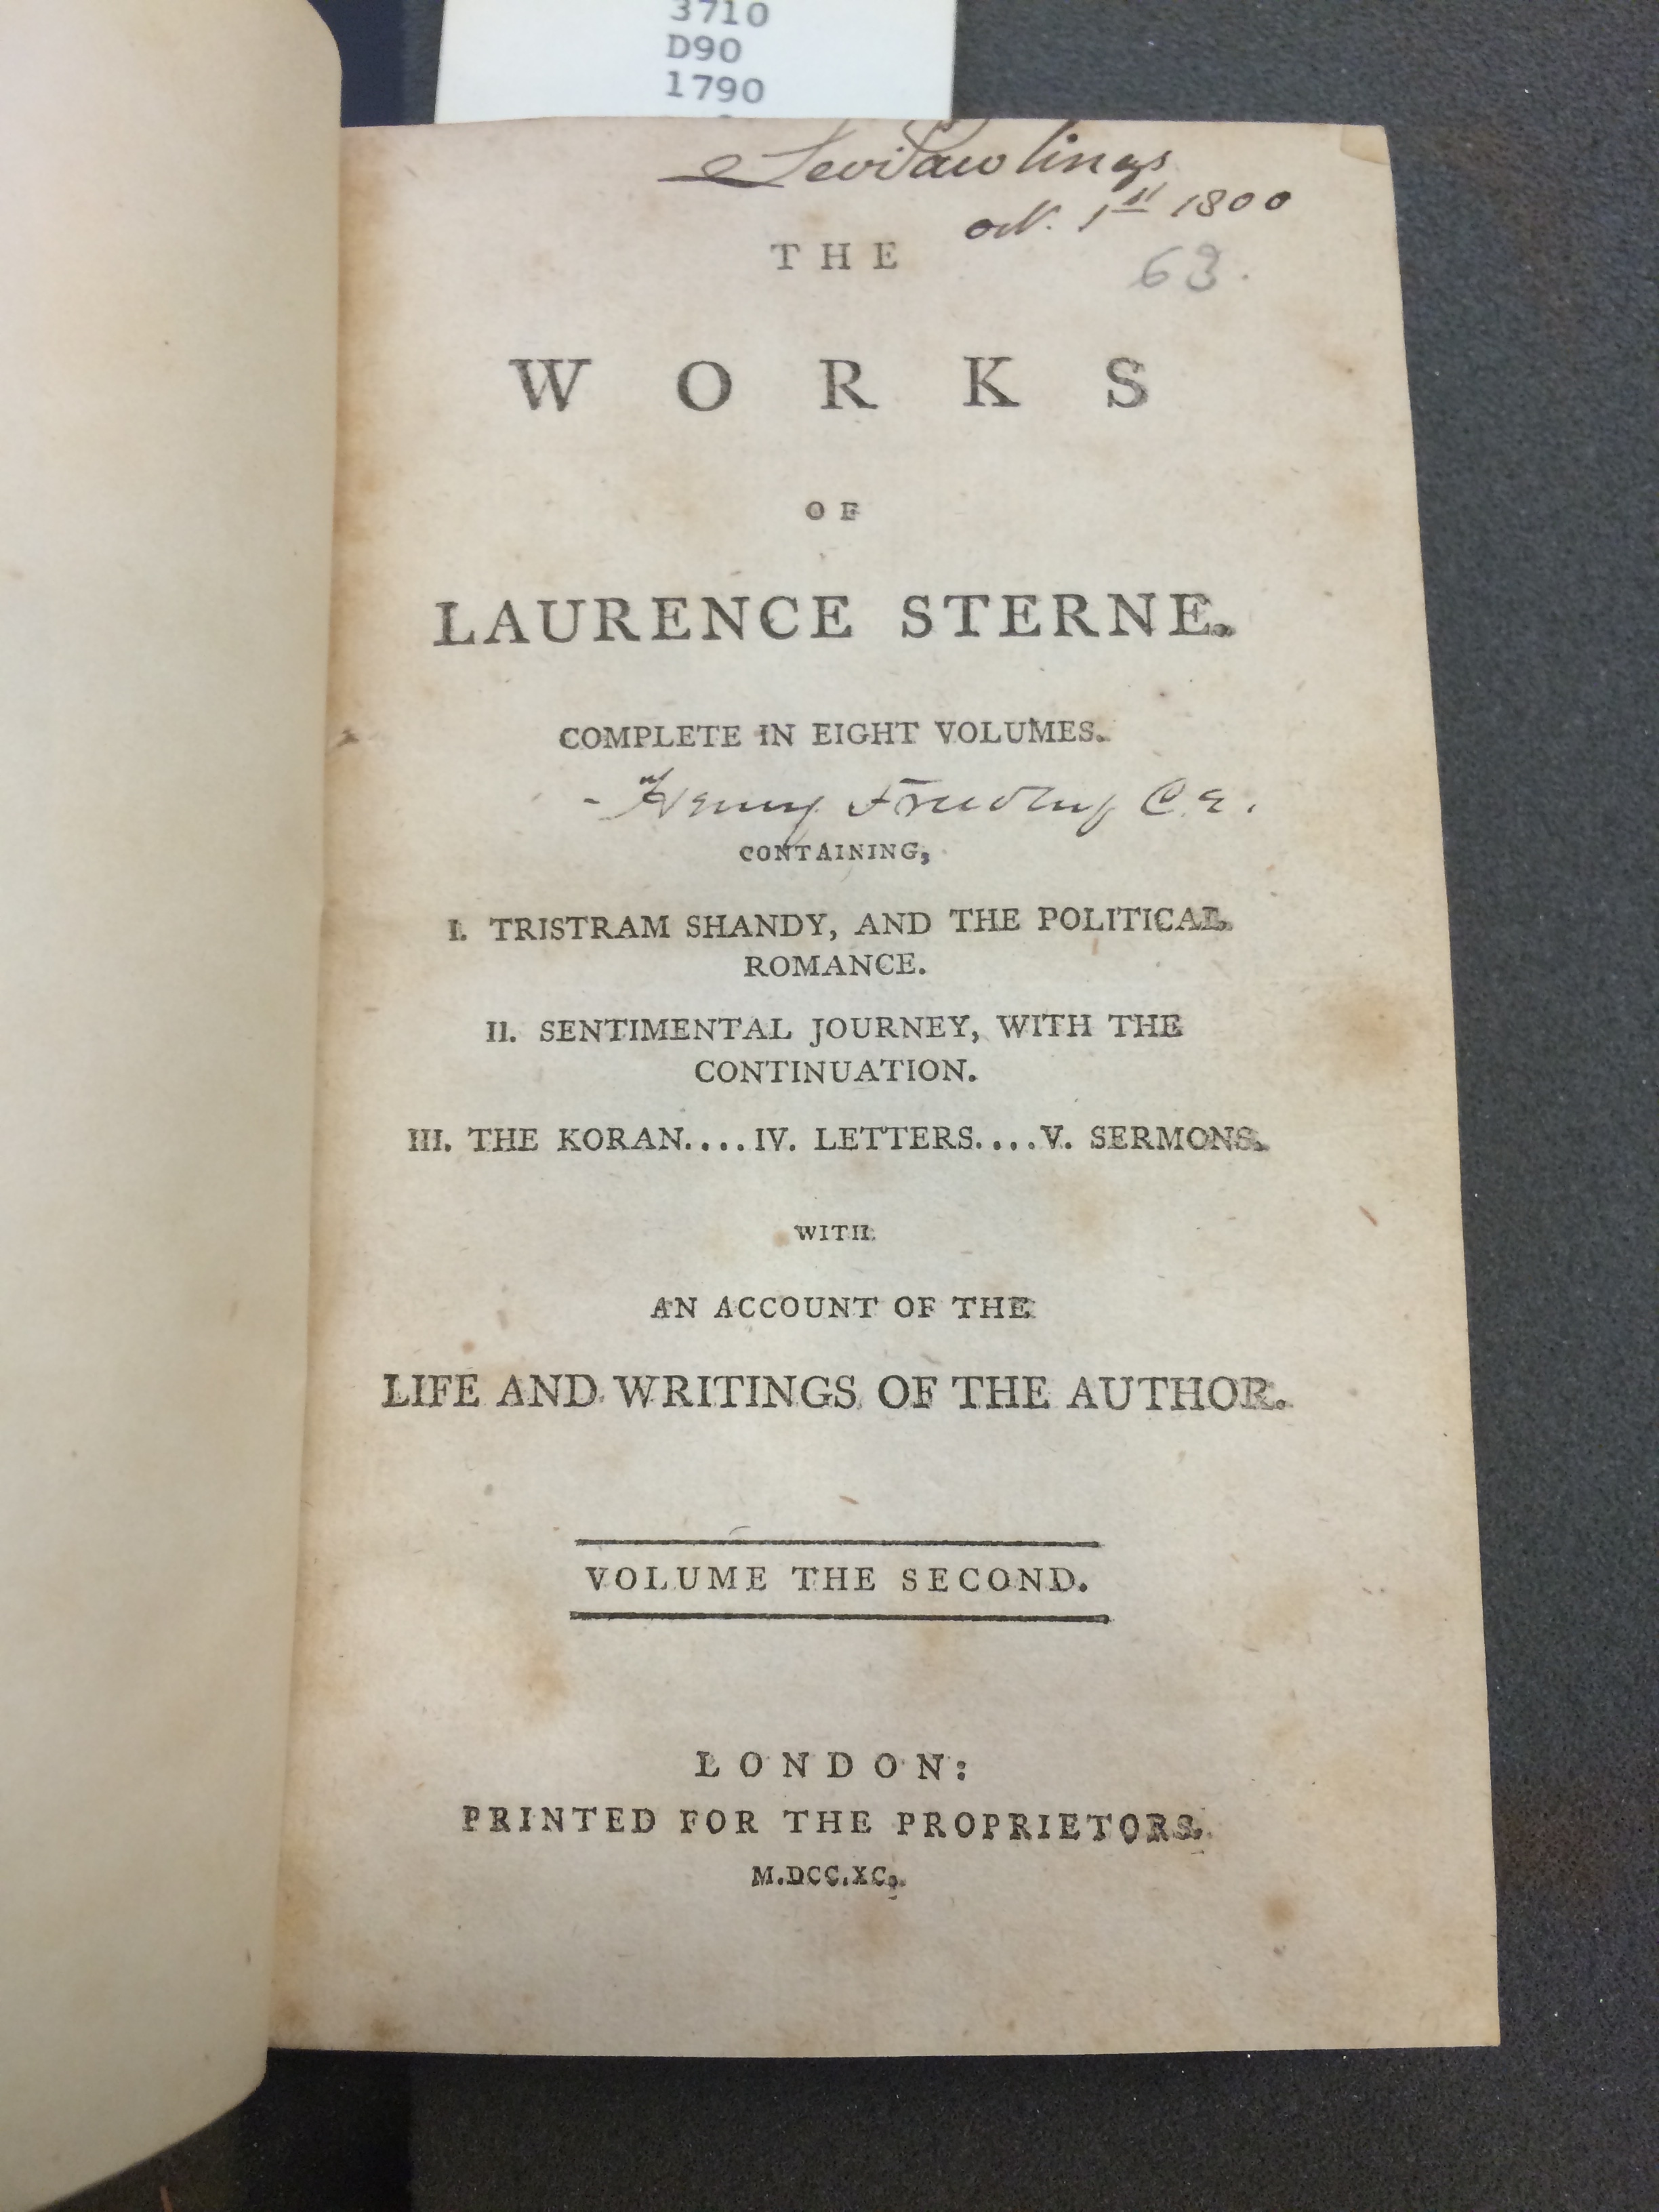 3710
D90
1790
Levi Pawlings
Oct. 1st 1800
THE
63.
WORKS
OF
LAURENCE STERNE.
COMPLETE IN EIGHT VOLUMES.
Henry C. E.
CONTAINING,
I. TRISTRAM SHANDY, AND THE POLITICAL
ROMANCE.
II. SENTIMENTAL JOURNEY, WITH THE
CONTINUATION.
III. THE KORAN....IV. LETTERS....V. SERMONS.
WITH
AN ACCOUNT OF THE
LIFE AND WRITINGS OF THE AUTHOR.
VOLUME THE SECOND.
LONDON:
PRINTED FOR THE PROPRIETORS.
M.DCC.XC.